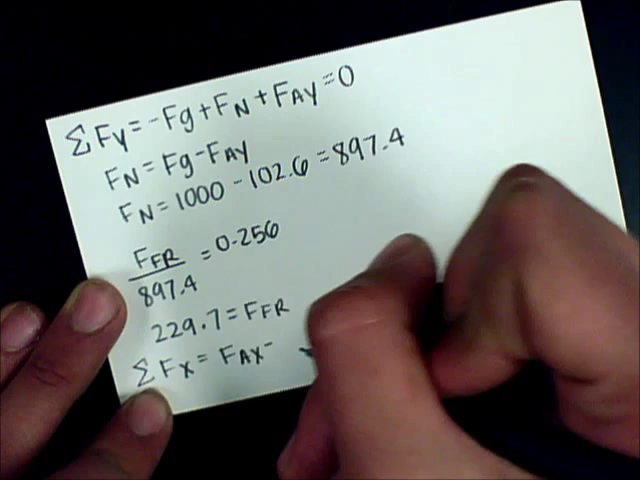 ΣFy=-Fg+FN+FAy=0
FN=Fg-FAy
FN=1000-102.6=897.4
FFR/897.4=0.256
229.7=FFR
ΣFx=FAx-